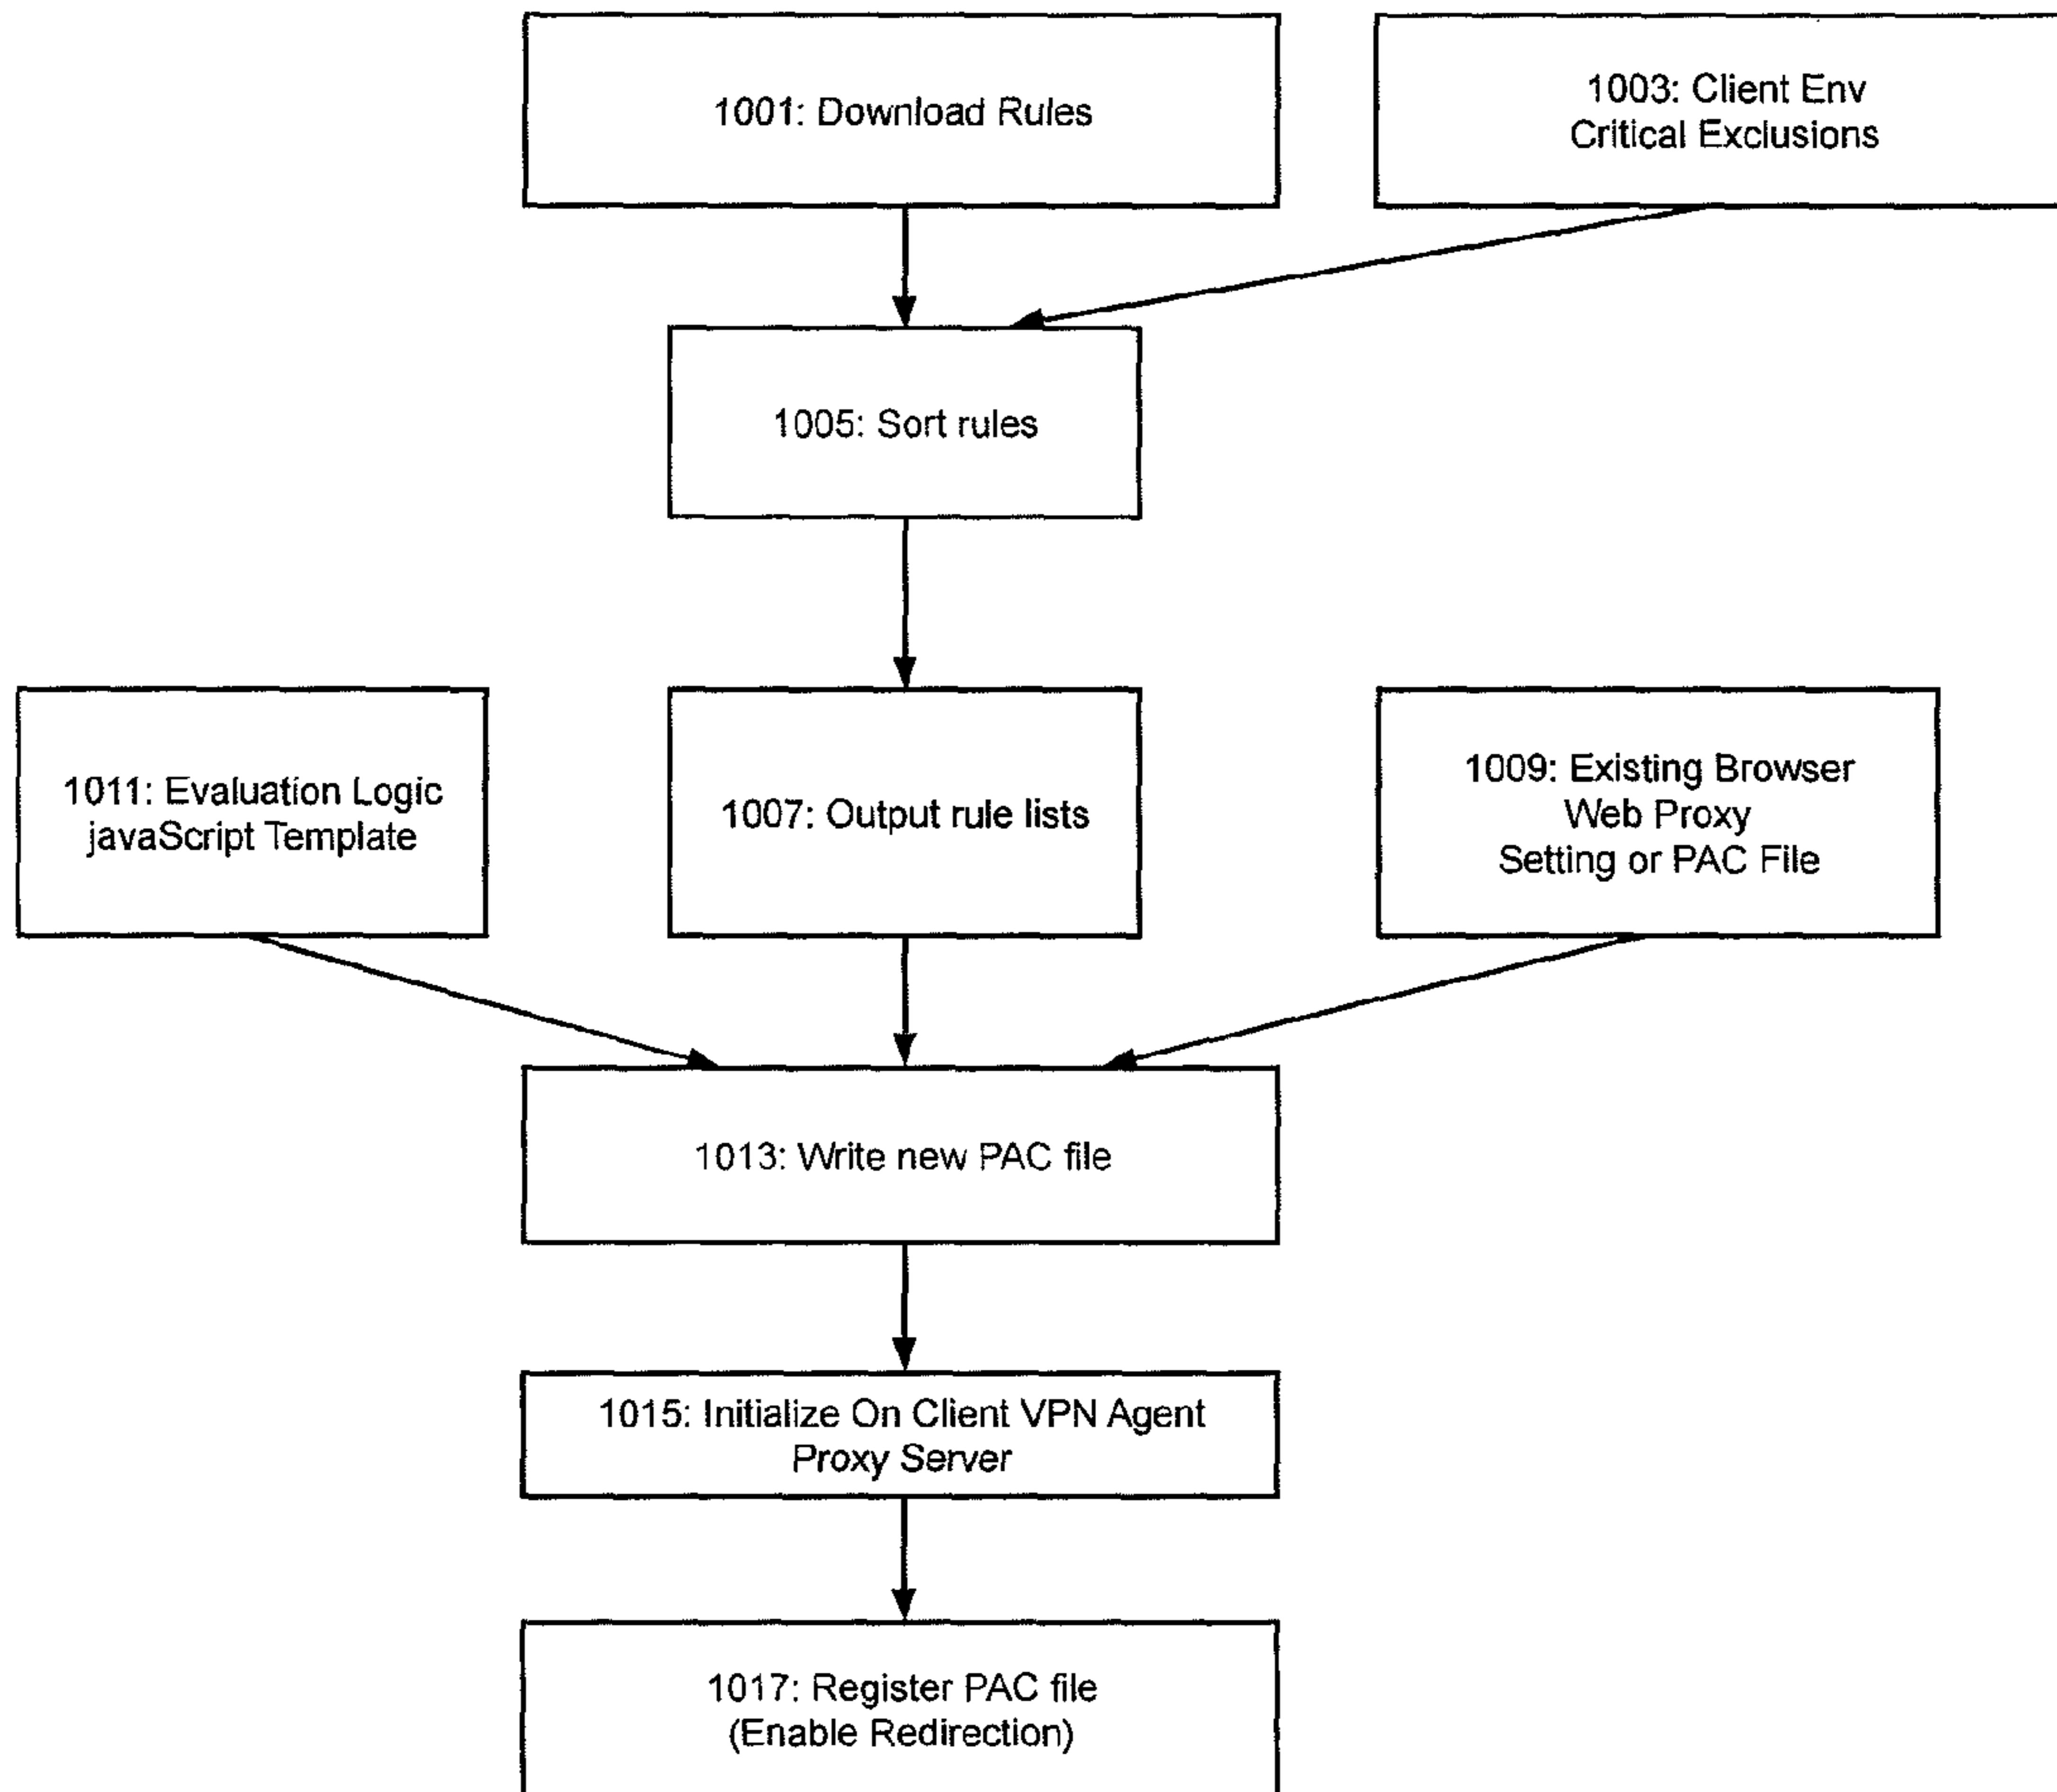 1001: Download Rules
1003: Client Env
Critical Exclusions
1005: Sort rules
1011: Evaluation Logic
javaScript Template
1007: Output rule lists
1009: Existing Browser
Web Proxy
Setting or PAC File
1013: Write new PAC file
1015: Initialize On Client VPN Agent
Proxy Server
1017: Register PAC file
(Enable Redirection)